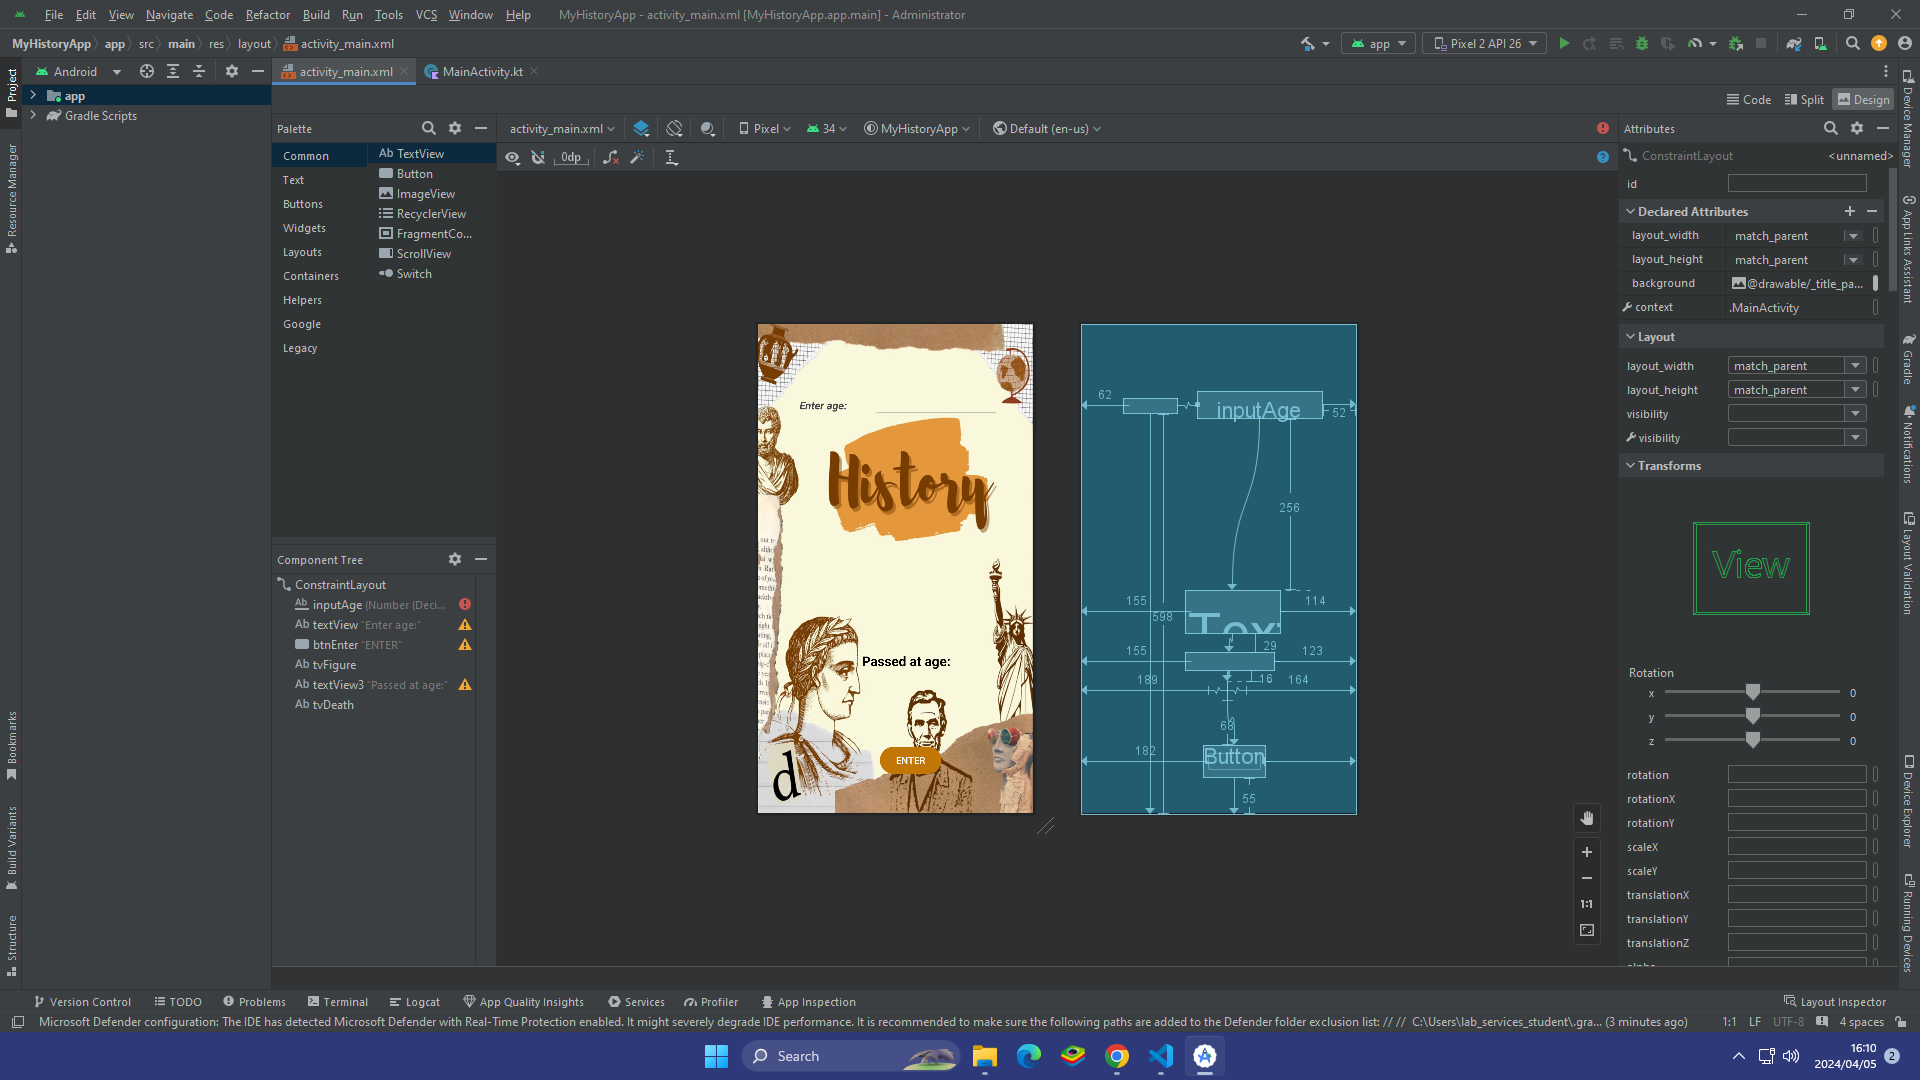 File Edit View Navigate Code Refactor Build Run Tools VCS Window Help MyHistoryApp - activity_main.xml [MyHistoryApp.app.main] - Administrator
MyHistoryApp app src main res layout activity_main.xml
app Pixel 2 API 26
Project
Android
activity_main.xml MainActivity.kt
app
Gradle Scripts
Resource Manager
Bookmarks
Build Variants
Structure
Code Split Design
Palette
Common
Text
Buttons
Widgets
Layouts
Containers
Helpers
Google
Legacy
Ab TextView
Button
ImageView
RecyclerView
FragmentCo...
ScrollView
Switch
activity_main.xml Pixel 34 MyHistoryApp Default (en-us)
0dp
Component Tree
ConstraintLayout
Ab inputAge (Number (Deci...
Ab textView "Enter age:"
btnEnter "ENTER"
Ab tvFigure
Ab textView3 "Passed at age:"
Ab tvDeath
Enter age:
History
Passed at age:
d
ENTER
62 inputAge 52
256
155 114
598
Text
29
155 123
16
189 164
68
182 Button
55
1:1
Attributes
ConstraintLayout <unnamed>
id
Declared Attributes
layout_width match_parent
layout_height match_parent
background @drawable/_title_pa...
context .MainActivity
Layout
layout_width match_parent
layout_height match_parent
visibility
visibility
Transforms
View
Rotation
x 0
y 0
z 0
rotation
rotationX
rotationY
scaleX
scaleY
translationX
translationY
translationZ
alpha
Device Manager
App Links Assistant
Gradle
Notifications
Layout Validation
Device Explorer
Running Devices
Version Control TODO Problems Terminal Logcat App Quality Insights Services Profiler App Inspection Layout Inspector
Microsoft Defender configuration: The IDE has detected Microsoft Defender with Real-Time Protection enabled. It might severely degrade IDE performance. It is recommended to make sure the following paths are added to the Defender folder exclusion list: // // C:\Users\lab_services_student\.gra... (3 minutes ago) 1:1 LF UTF-8 4 spaces
Search
16:10
2024/04/05
2